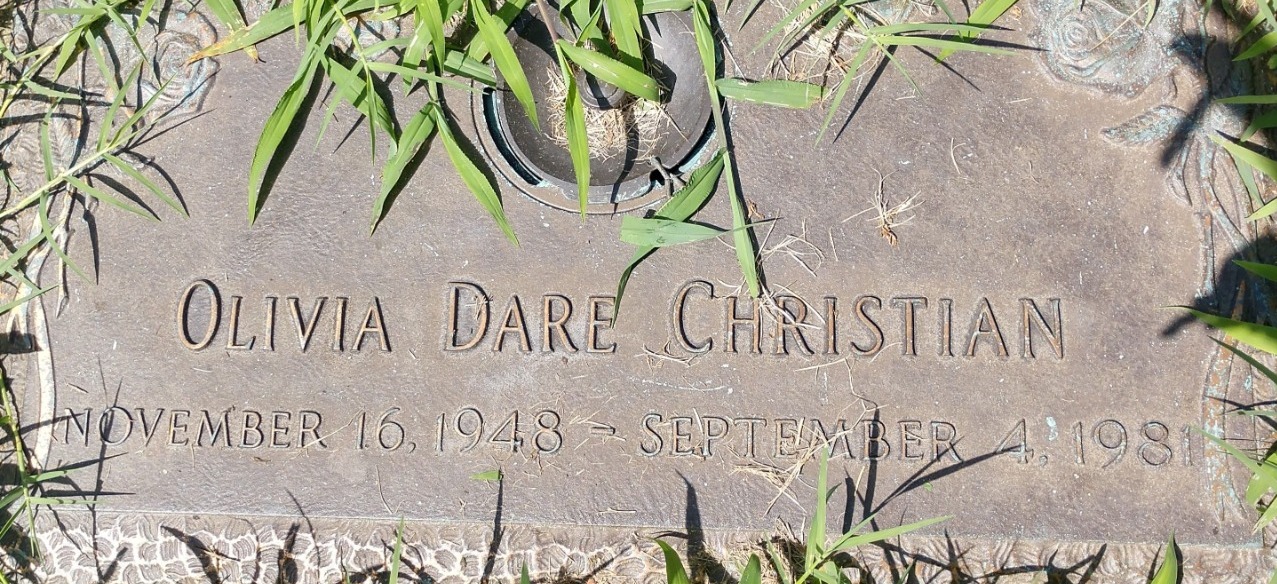 OLIVIA DARE CHRISTIAN
NOVEMBER 16, 1948 - SEPTEMBER 4, 1981